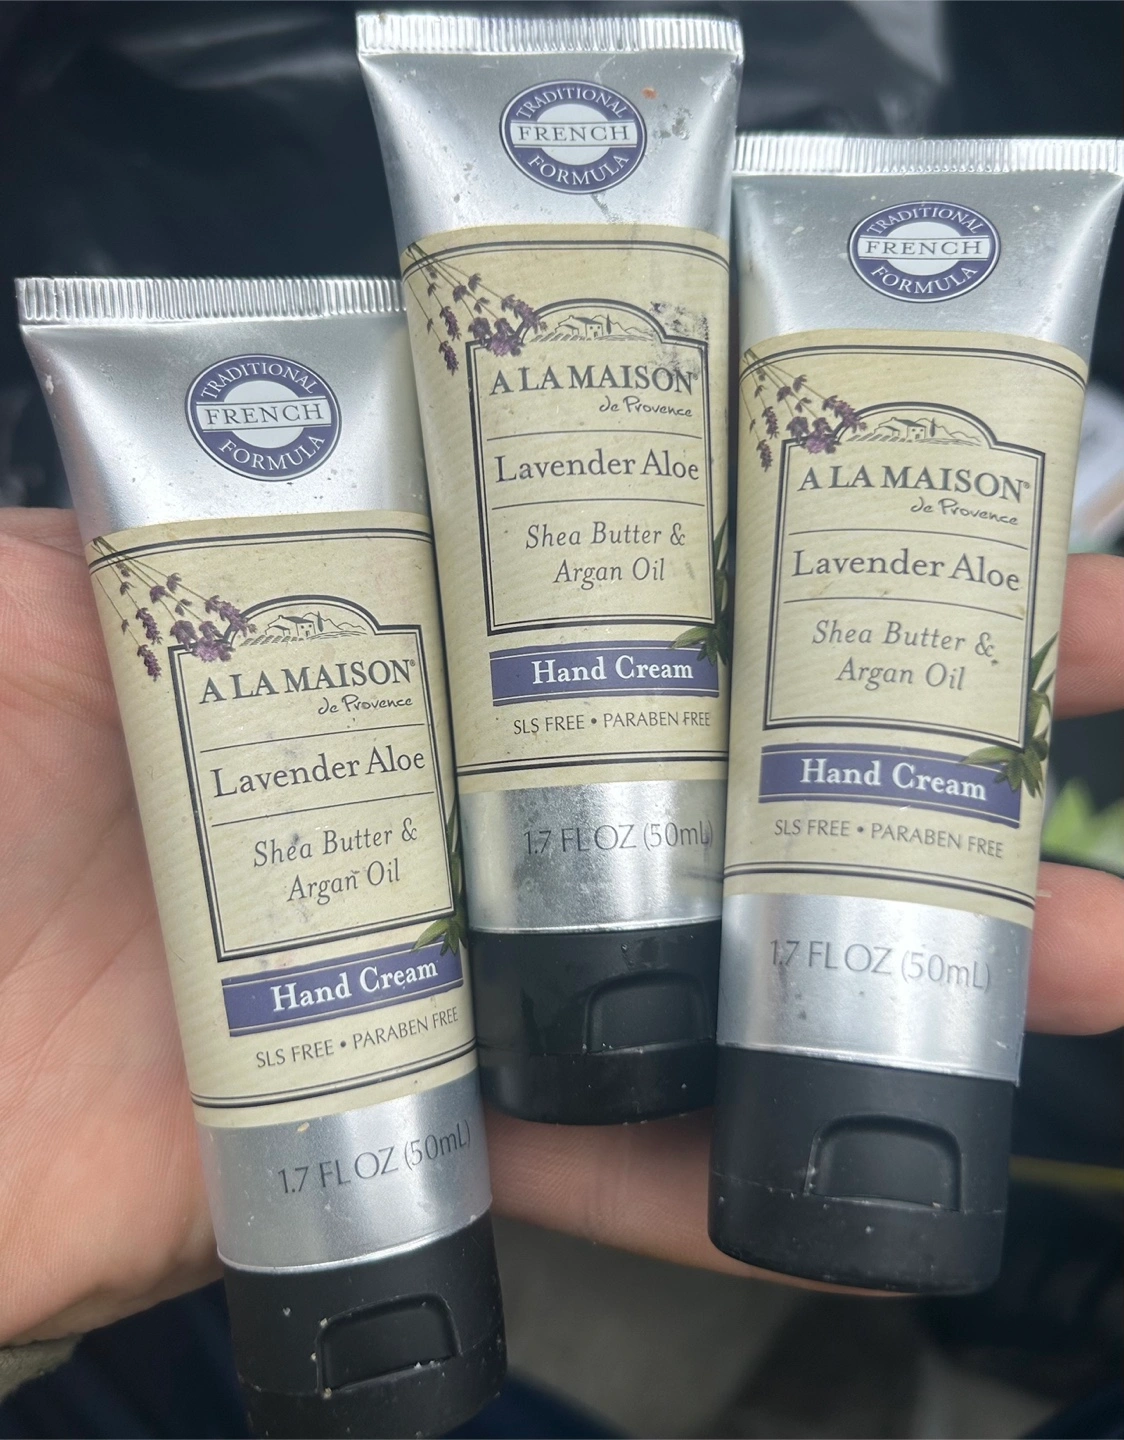 TRADITIONAL
FRENCH
FORMULA
A LA MAISON®
de Provence
Lavender Aloe
Shea Butter &
Argan Oil
Hand Cream
SLS FREE • PARABEN FREE
1.7 FL OZ (50mL)
TRADITIONAL
FRENCH
FORMULA
A LA MAISON®
de Provence
Lavender Aloe
Shea Butter &
Argan Oil
Hand Cream
SLS FREE • PARABEN FREE
1.7 FL OZ (50mL)
TRADITIONAL
FRENCH
FORMULA
A LA MAISON®
de Provence
Lavender Aloe
Shea Butter &
Argan Oil
Hand Cream
SLS FREE • PARABEN FREE
1.7 FL OZ (50mL)